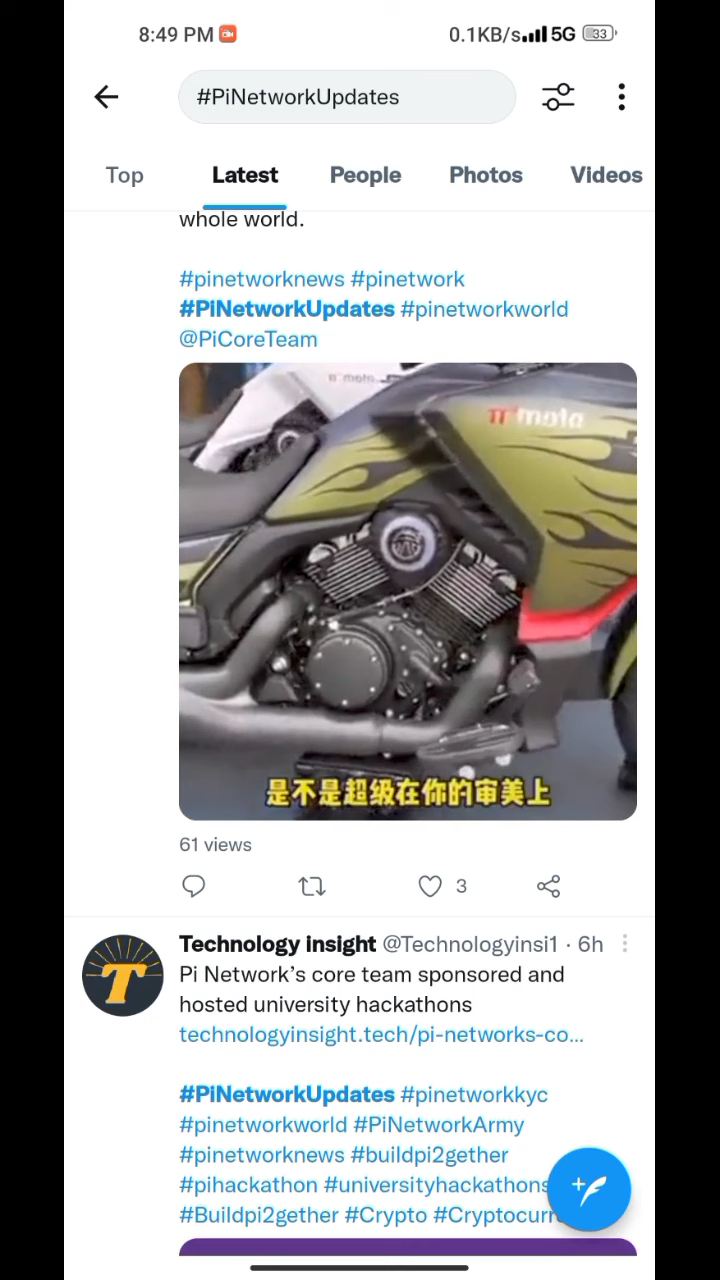 8:49 PM
0.1KB/s 5G 33
#PiNetworkUpdates
Top Latest People Photos Videos
whole world.
#pinetworknews #pinetwork
#PiNetworkUpdates #pinetworkworld
@PiCoreTeam
π moto
是不是超级在你的审美上
61 views
3
Technology insight @Technologyinsi1 · 6h
Pi Network’s core team sponsored and
hosted university hackathons
technologyinsight.tech/pi-networks-co...
#PiNetworkUpdates #pinetworkkyc
#pinetworkworld #PiNetworkArmy
#pinetworknews #buildpi2gether
#pihackathon #universityhackathons
#Buildpi2gether #Crypto